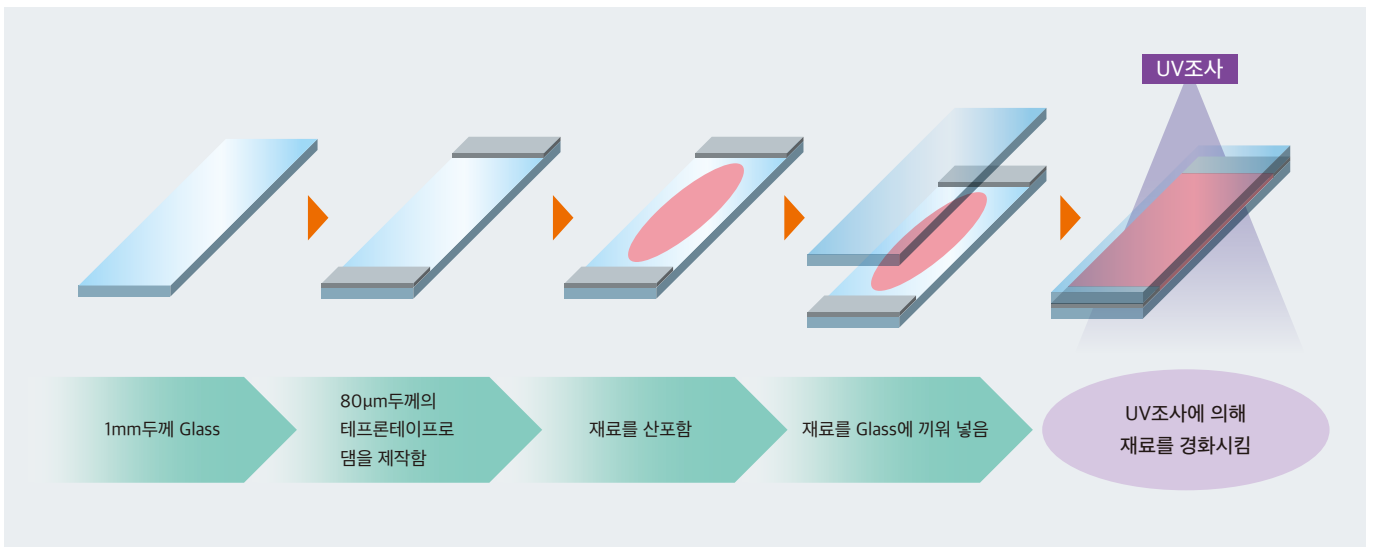 UV조사
1mm두께 Glass
80µm두께의
테프론테이프로
댐을 제작함
재료를 산포함
재료를 Glass에 끼워 넣음
UV조사에 의해
재료를 경화시킴